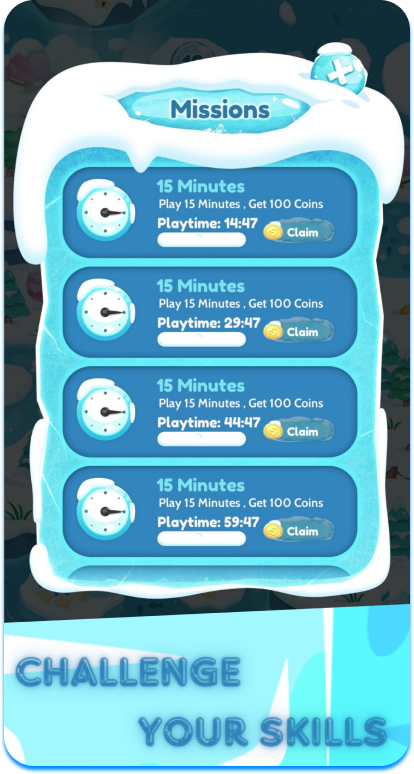 Missions
15 Minutes
Play 15 Minutes , Get 100 Coins
Playtime: 14:47
Claim
15 Minutes
Play 15 Minutes , Get 100 Coins
Playtime: 29:47
Claim
15 Minutes
Play 15 Minutes , Get 100 Coins
Playtime: 44:47
Claim
15 Minutes
Play 15 Minutes , Get 100 Coins
Playtime: 59:47
Claim
CHALLENGE
YOUR SKILLS